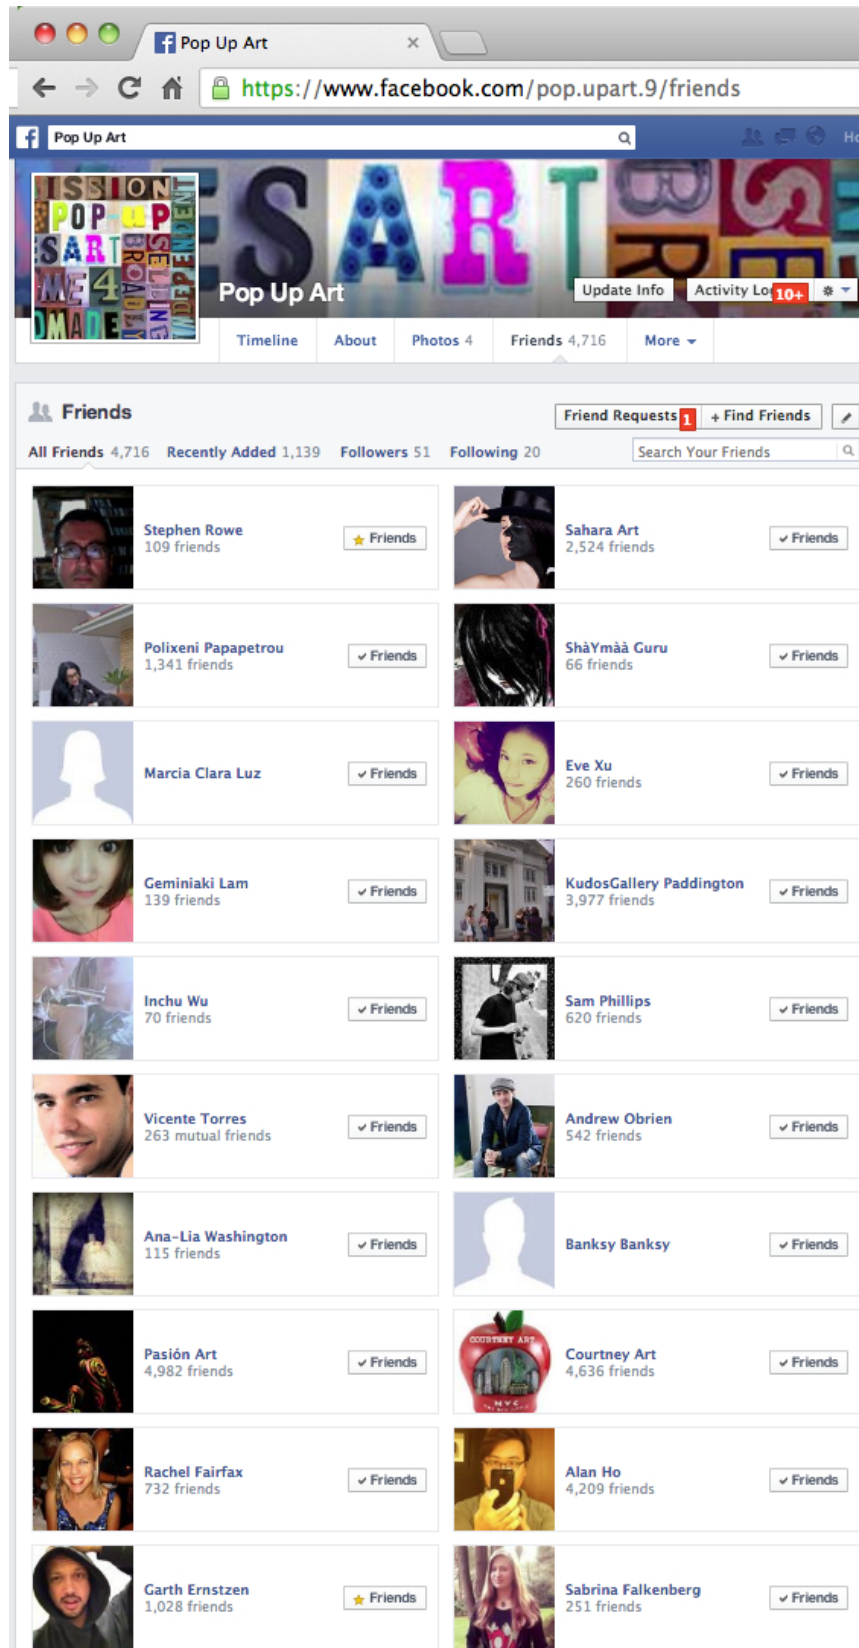 Pop Up Art
https://www.facebook.com/pop.upart.9/friends
Pop Up Art
Pop Up Art
Update Info
10+
Timeline
About
Photos 4
Friends 4,716
More
Friends
Friend Requests 1
+ Find Friends
All Friends 4,716
Recently Added 1,139
Followers 51
Following 20
Search Your Friends
Stephen Rowe
109 friends
Friends
Sahara Art
2,524 friends
Friends
Polixeni Papapetrou
1,341 friends
Friends
ShàYmàà Guru
66 friends
Friends
Marcia Clara Luz
Friends
Eve Xu
260 friends
Friends
Geminiaki Lam
139 friends
Friends
KudosGallery Paddington
3,977 friends
Friends
Inchu Wu
70 friends
Friends
Sam Phillips
620 friends
Friends
Vicente Torres
263 mutual friends
Friends
Andrew Obrien
542 friends
Friends
Ana-Lia Washington
115 friends
Friends
Banksy Banksy
Friends
Pasión Art
4,982 friends
Friends
COURTNEY ART
NYC
Courtney Art
4,636 friends
Friends
Rachel Fairfax
732 friends
Friends
Alan Ho
4,209 friends
Friends
Garth Ernstzen
1,028 friends
Friends
Sabrina Falkenberg
251 friends
Friends